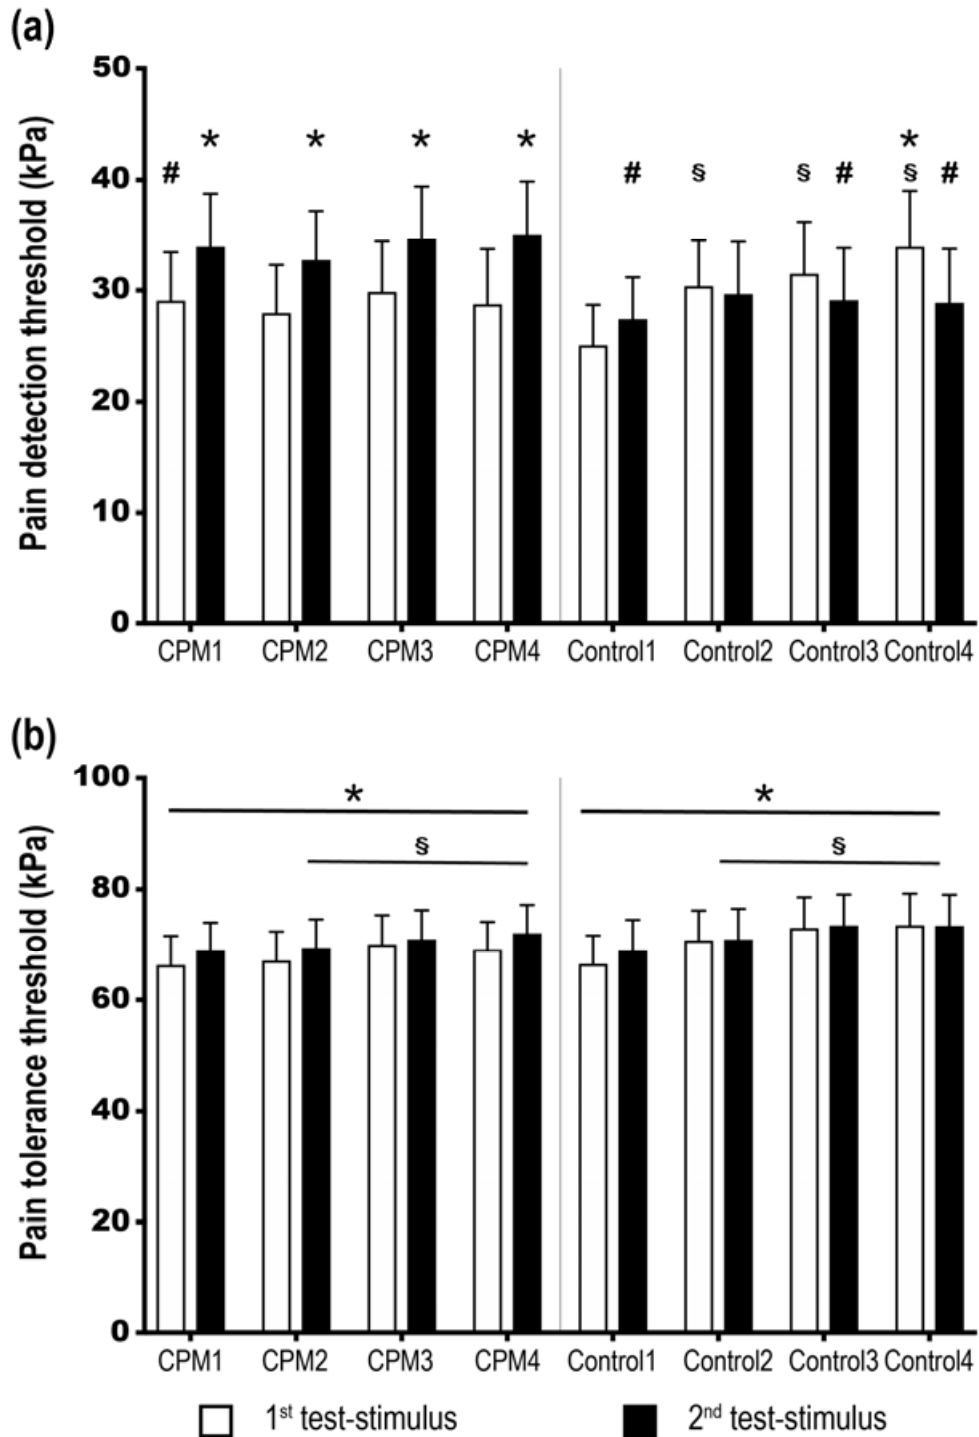 (a)
Pain detection threshold (kPa)
50
40
30
20
10
0
* * * * *
# # § § # § #
CPM1 CPM2 CPM3 CPM4 Control1 Control2 Control3 Control4
(b)
Pain tolerance threshold (kPa)
100
80
60
40
20
0
* *
§ §
CPM1 CPM2 CPM3 CPM4 Control1 Control2 Control3 Control4
1st test-stimulus 2nd test-stimulus